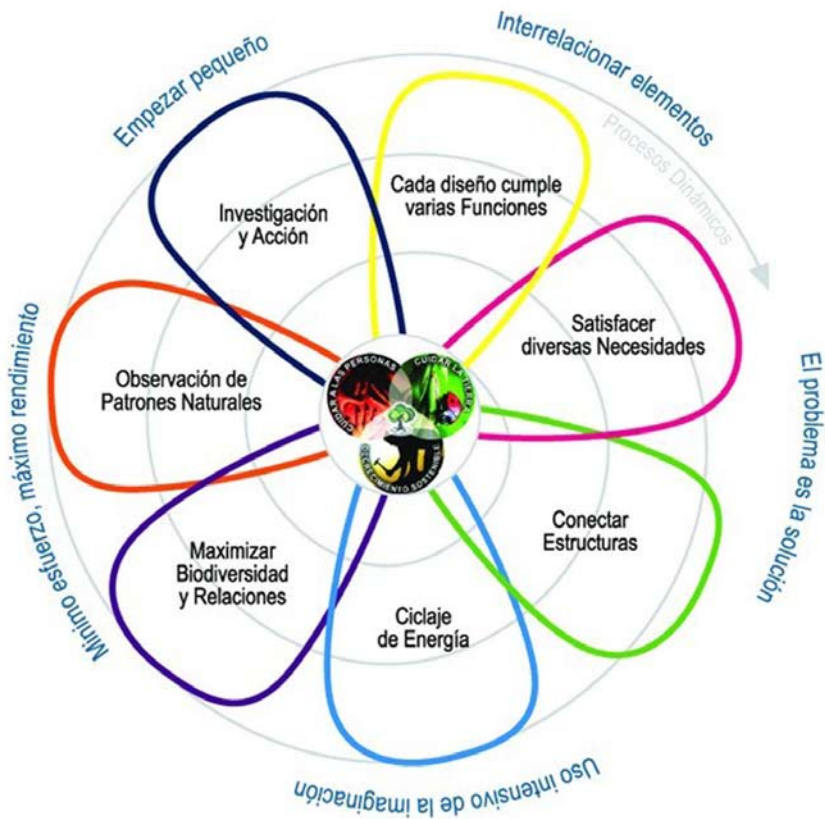 Empezar pequeño
Interrelacionar elementos
Procesos Dinámicos
Cada diseño cumple
varias Funciones
Investigación
y Acción
Satisfacer
diversas Necesidades
Observación de
Patrones Naturales
CUIDAR A LAS PERSONAS
CUIDAR LA TIERRA
DECRECIMIENTO SOSTENIBLE
Conectar
Estructuras
Maximizar
Biodiversidad
y Relaciones
Ciclaje
de Energía
El problema es la solución
Mínimo esfuerzo, máximo rendimiento
Uso intensivo de la imaginación